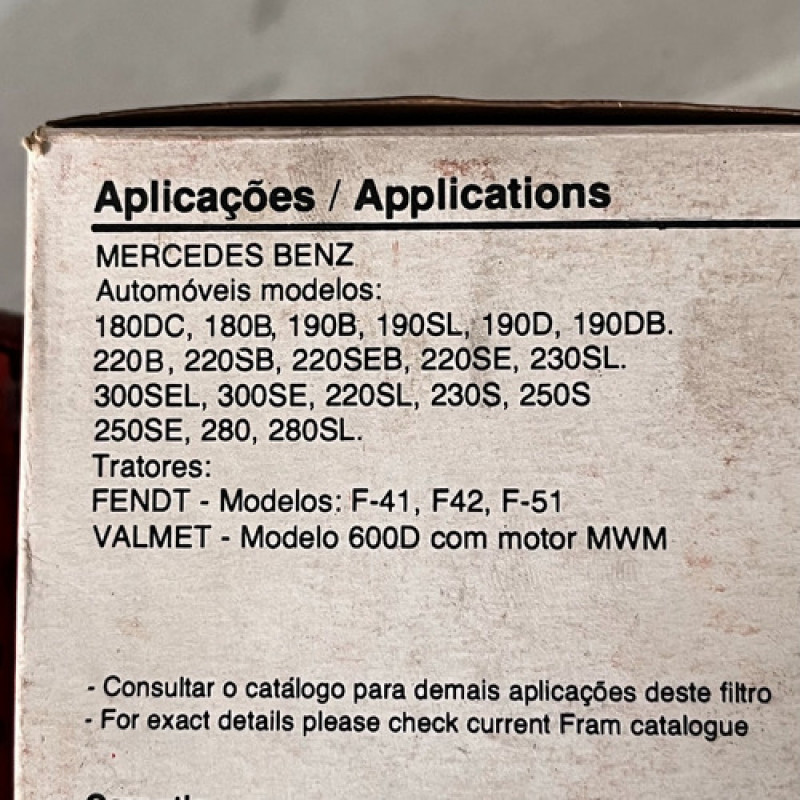 Aplicações / Applications
MERCEDES BENZ
Automóveis modelos:
180DC, 180B, 190B, 190SL, 190D, 190DB.
220B, 220SB, 220SEB, 220SE, 230SL.
300SEL, 300SE, 220SL, 230S, 250S
250SE, 280, 280SL.
Tratores:
FENDT - Modelos: F-41, F42, F-51
VALMET - Modelo 600D com motor MWM
- Consultar o catálogo para demais aplicações deste filtro
- For exact details please check current Fram catalogue